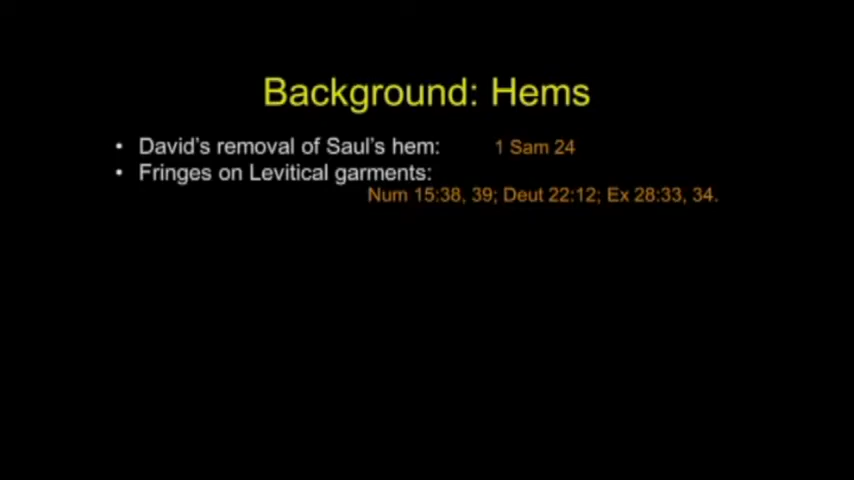 Background: Hems
• David's removal of Saul's hem: 1 Sam 24
• Fringes on Levitical garments:
Num 15:38, 39; Deut 22:12; Ex 28:33, 34.